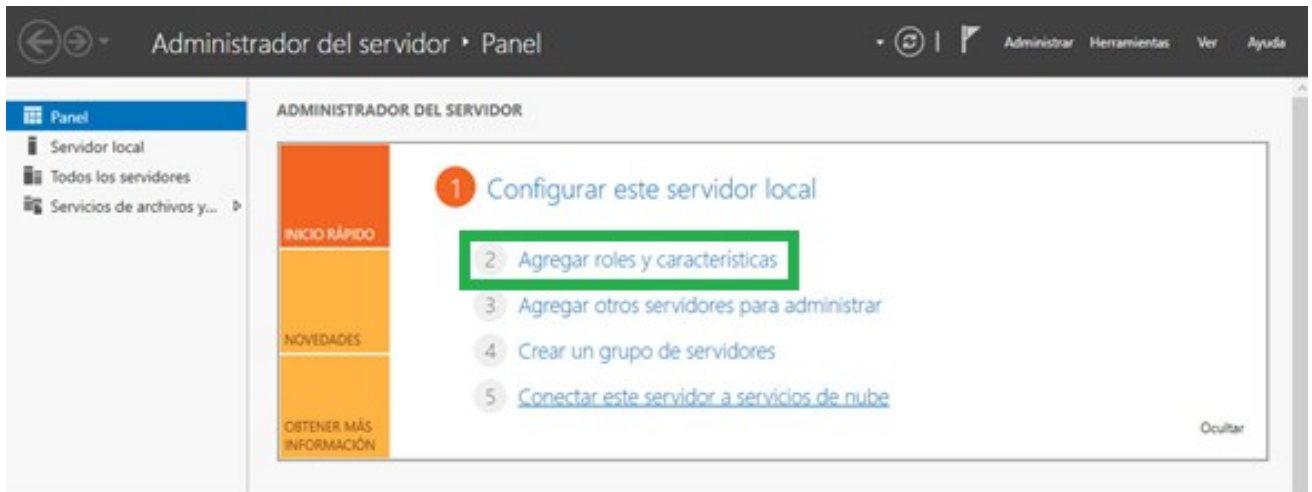 Administrador del servidor ‣ Panel
Administrar Herramientas Ver Ayuda
Panel
Servidor local
Todos los servidores
Servicios de archivos y...
ADMINISTRADOR DEL SERVIDOR
INICIO RÁPIDO
NOVEDADES
OBTENER MÁS
INFORMACIÓN
1 Configurar este servidor local
2 Agregar roles y características
3 Agregar otros servidores para administrar
4 Crear un grupo de servidores
5 Conectar este servidor a servicios de nube
Ocultar